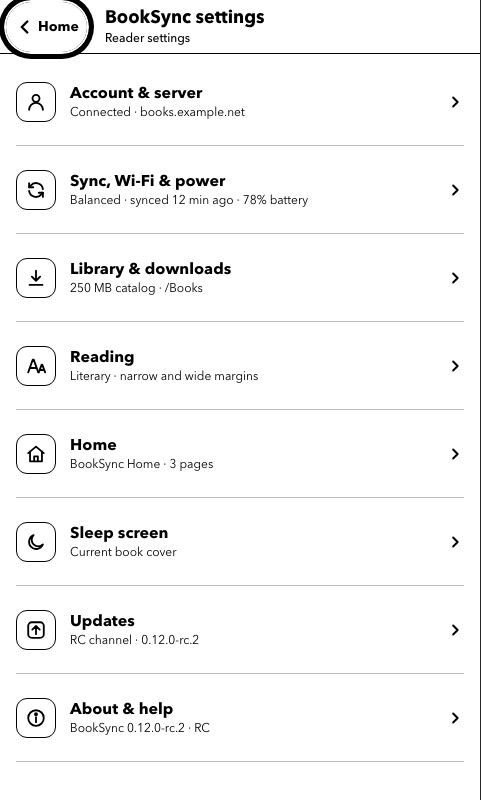 Home
BookSync settings
Reader settings
Account & server
Connected · books.example.net
Sync, Wi-Fi & power
Balanced · synced 12 min ago · 78% battery
Library & downloads
250 MB catalog · /Books
AA
Reading
Literary · narrow and wide margins
Home
BookSync Home · 3 pages
Sleep screen
Current book cover
Updates
RC channel · 0.12.0-rc.2
About & help
BookSync 0.12.0-rc.2 · RC